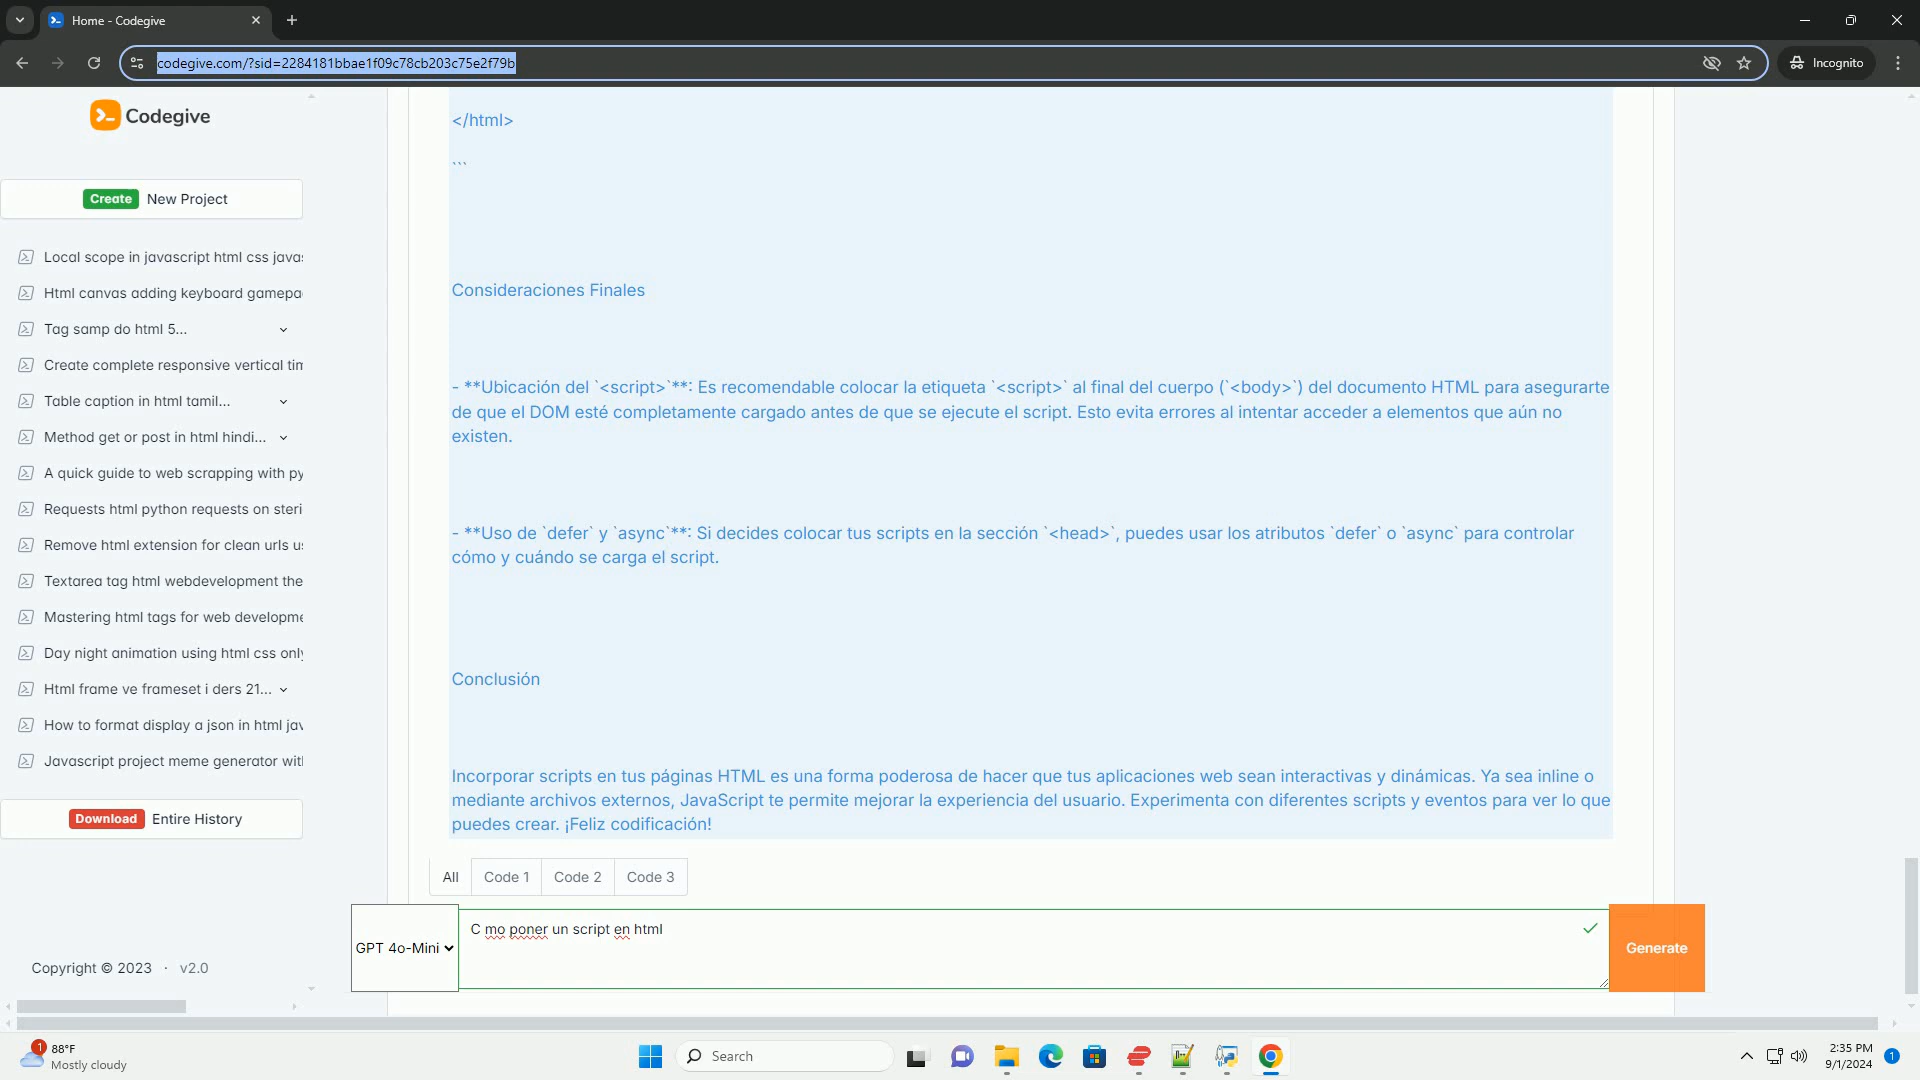 Home - Codegive
codegive.com/?sid=2284181bbae1f09c78cb203c75e2f79b
Incognito
Codegive
Create New Project
Local scope in javascript html css javas
Html canvas adding keyboard gamepa
Tag samp do html 5...
Create complete responsive vertical tim
Table caption in html tamil...
Method get or post in html hindi...
A quick guide to web scrapping with py
Requests html python requests on steri
Remove html extension for clean urls u
Textarea tag html webdevelopment the
Mastering html tags for web developme
Day night animation using html css only
Html frame ve frameset i ders 21...
How to format display a json in html jav
Javascript project meme generator wit
Download Entire History
Copyright © 2023 · v2.0
</html>
```
Consideraciones Finales
- **Ubicación del `<script>`**: Es recomendable colocar la etiqueta `<script>` al final del cuerpo (`<body>`) del documento HTML para asegurarte
de que el DOM esté completamente cargado antes de que se ejecute el script. Esto evita errores al intentar acceder a elementos que aún no
existen.
- **Uso de `defer` y `async`**: Si decides colocar tus scripts en la sección `<head>`, puedes usar los atributos `defer` o `async` para controlar
cómo y cuándo se carga el script.
Conclusión
Incorporar scripts en tus páginas HTML es una forma poderosa de hacer que tus aplicaciones web sean interactivas y dinámicas. Ya sea inline o
mediante archivos externos, JavaScript te permite mejorar la experiencia del usuario. Experimenta con diferentes scripts y eventos para ver lo que
puedes crear. ¡Feliz codificación!
All Code 1 Code 2 Code 3
GPT 4o-Mini
C mo poner un script en html
Generate
1
88°F
Mostly cloudy
Search
2:35 PM
9/1/2024
1